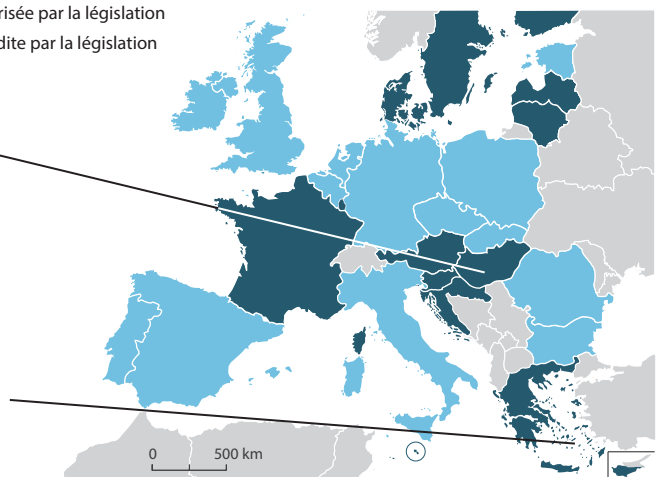 risée par la législation
dite par la législation
0 500 km